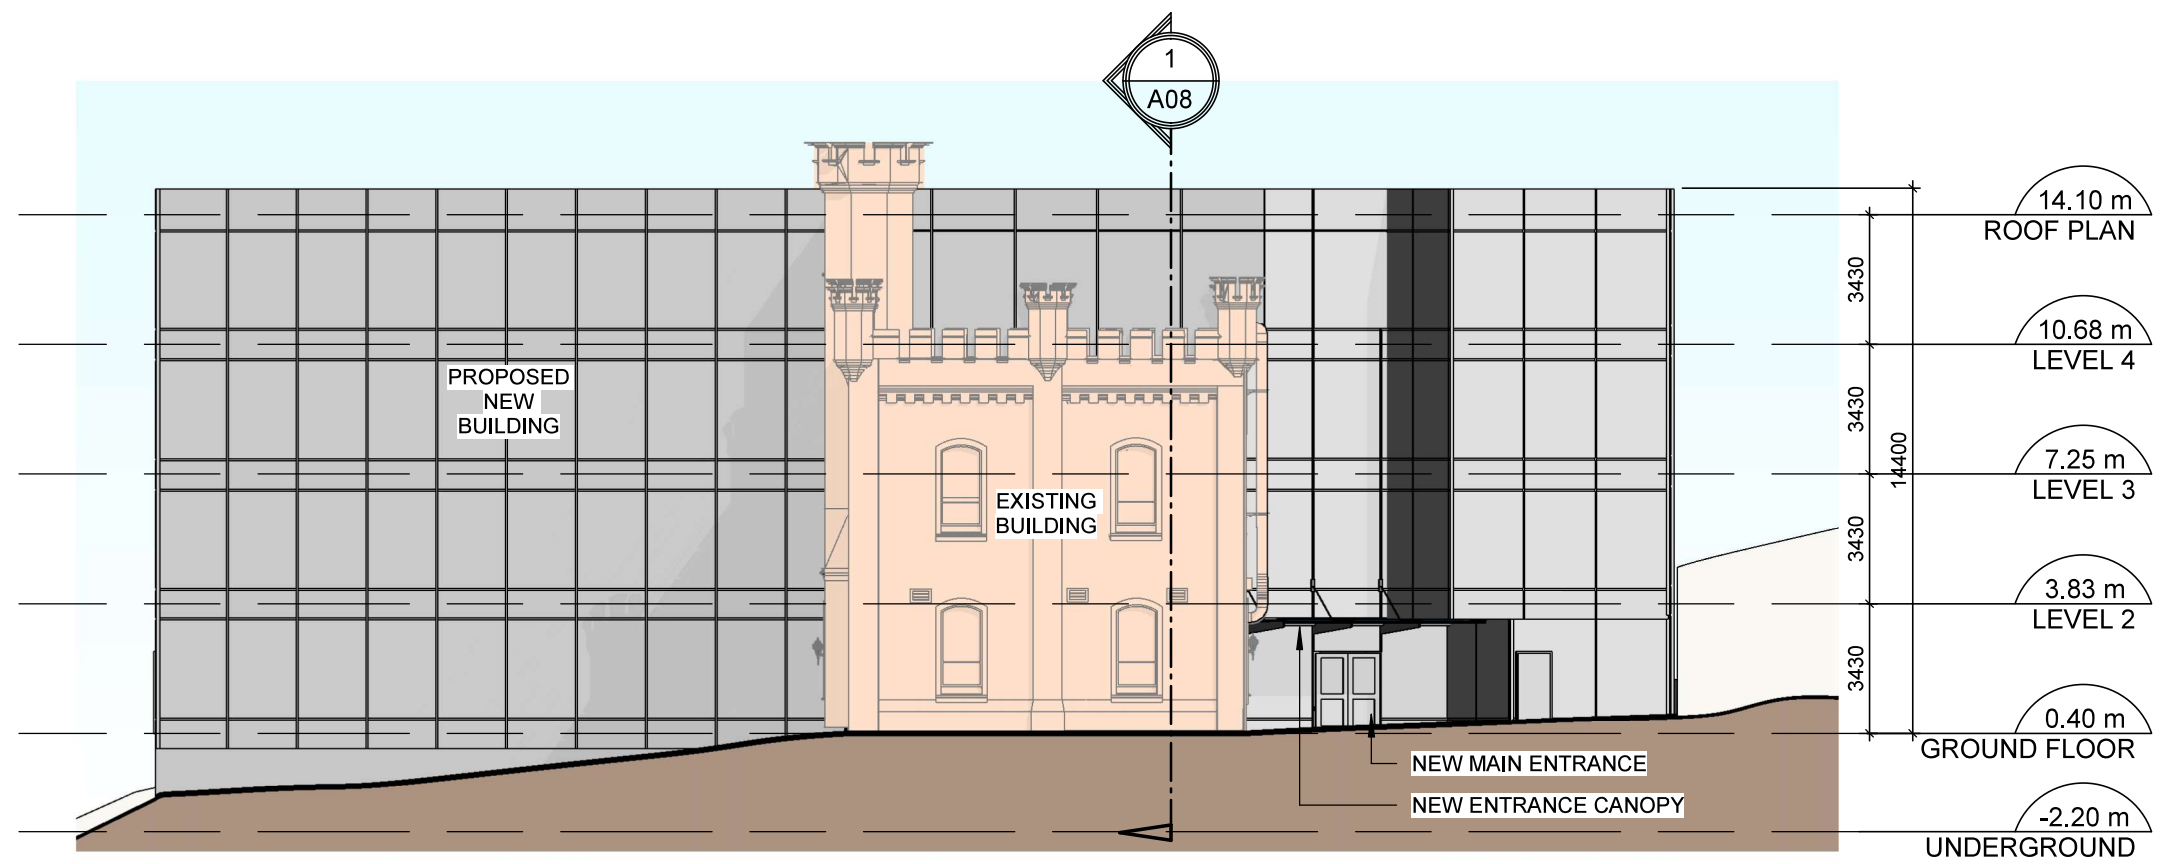 1
A08
14.10 m
ROOF PLAN
3430
10.68 m
LEVEL 4
PROPOSED
NEW
BUILDING
3430
14400
7.25 m
LEVEL 3
EXISTING
BUILDING
3430
3.83 m
LEVEL 2
3430
0.40 m
GROUND FLOOR
NEW MAIN ENTRANCE
NEW ENTRANCE CANOPY
-2.20 m
UNDERGROUND